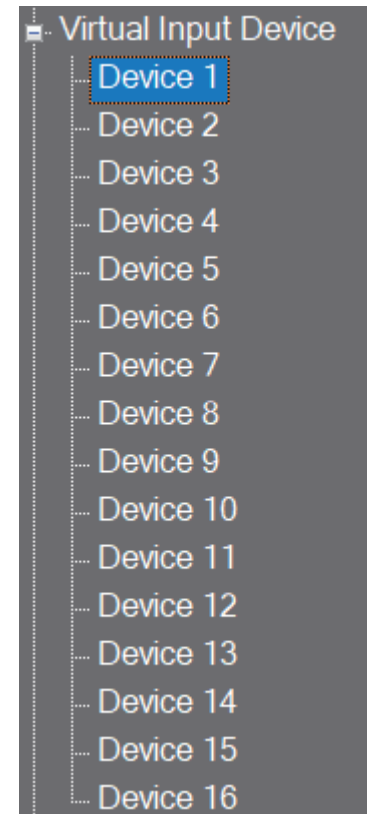 Virtual Input Device
Device 1
Device 2
Device 3
Device 4
Device 5
Device 6
Device 7
Device 8
Device 9
Device 10
Device 11
Device 12
Device 13
Device 14
Device 15
Device 16